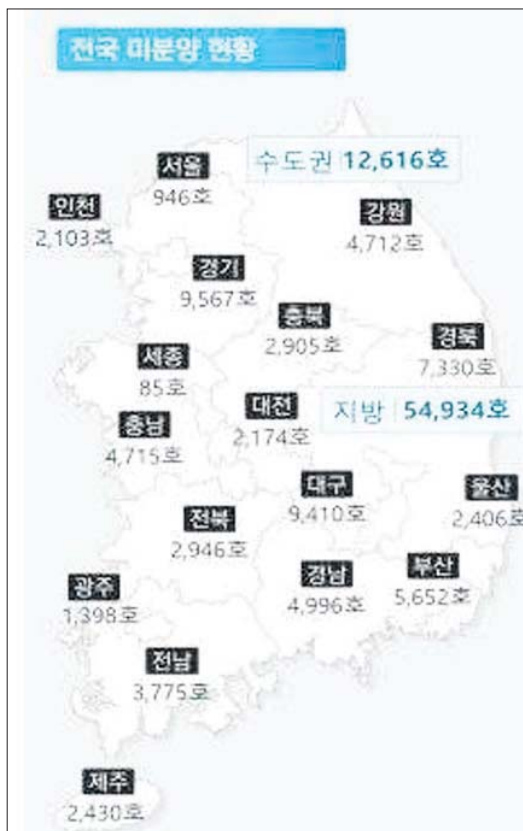 전국 미분양 현황
수도권 12,616호
서울
946호
인천
2,103호
강원
4,712호
경기
9,567호
충북
2,905호
경북
7,330호
세종
85호
대전
2,174호
지방 54,934호
충남
4,715호
대구
9,410호
울산
2,406호
전북
2,946호
경남
4,996호
부산
5,652호
광주
1,398호
전남
3,775호
제주
2,430호